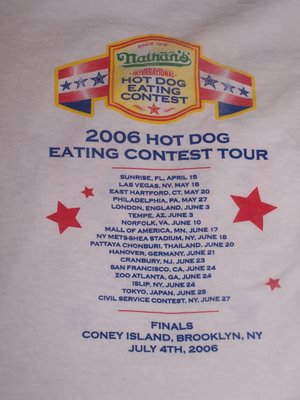 SINCE 1916
Nathan's
FAMOUS
INTERNATIONAL
HOT DOG
EATING
CONTEST
2006 HOT DOG
EATING CONTEST TOUR
SUNRISE, FL, APRIL 15
LAS VEGAS, NV, MAY 18
EAST HARTFORD, CT, MAY 20
PHILADELPHIA, PA, MAY 27
LONDON, ENGLAND, JUNE 3
TEMPE, AZ, JUNE 3
NORFOLK, VA, JUNE 10
MALL OF AMERICA, MN, JUNE 17
NY METS-SHEA STADIUM, NY, JUNE 18
PATTAYA CHONBURI, THAILAND, JUNE 20
HANOVER, GERMANY, JUNE 21
CRANBURY, NJ, JUNE 23
SAN FRANCISCO, CA, JUNE 24
ZOO ATLANTA, GA, JUNE 24
ISLIP, NY, JUNE 24
TOKYO, JAPAN, JUNE 25
CIVIL SERVICE CONTEST, NY, JUNE 27
FINALS
CONEY ISLAND, BROOKLYN, NY
JULY 4TH, 2006